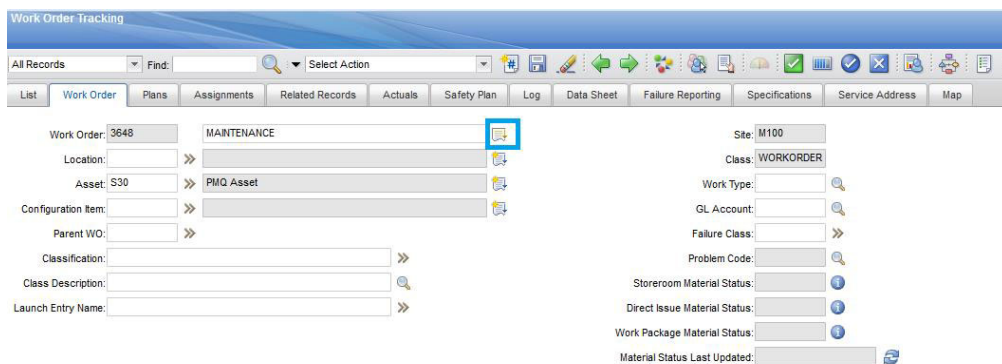 Work Order Tracking
All Records Find: Select Action
List Work Order Plans Assignments Related Records Actuals Safety Plan Log Data Sheet Failure Reporting Specifications Service Address Map
Work Order: 3648 MAINTENANCE Site: M100
Location: Class: WORKORDER
Asset: S30 PMQ Asset Work Type:
Configuration Item: GL Account:
Parent WO: Failure Class:
Classification: Problem Code:
Class Description: Storeroom Material Status:
Launch Entry Name: Direct Issue Material Status:
Work Package Material Status:
Material Status Last Updated: